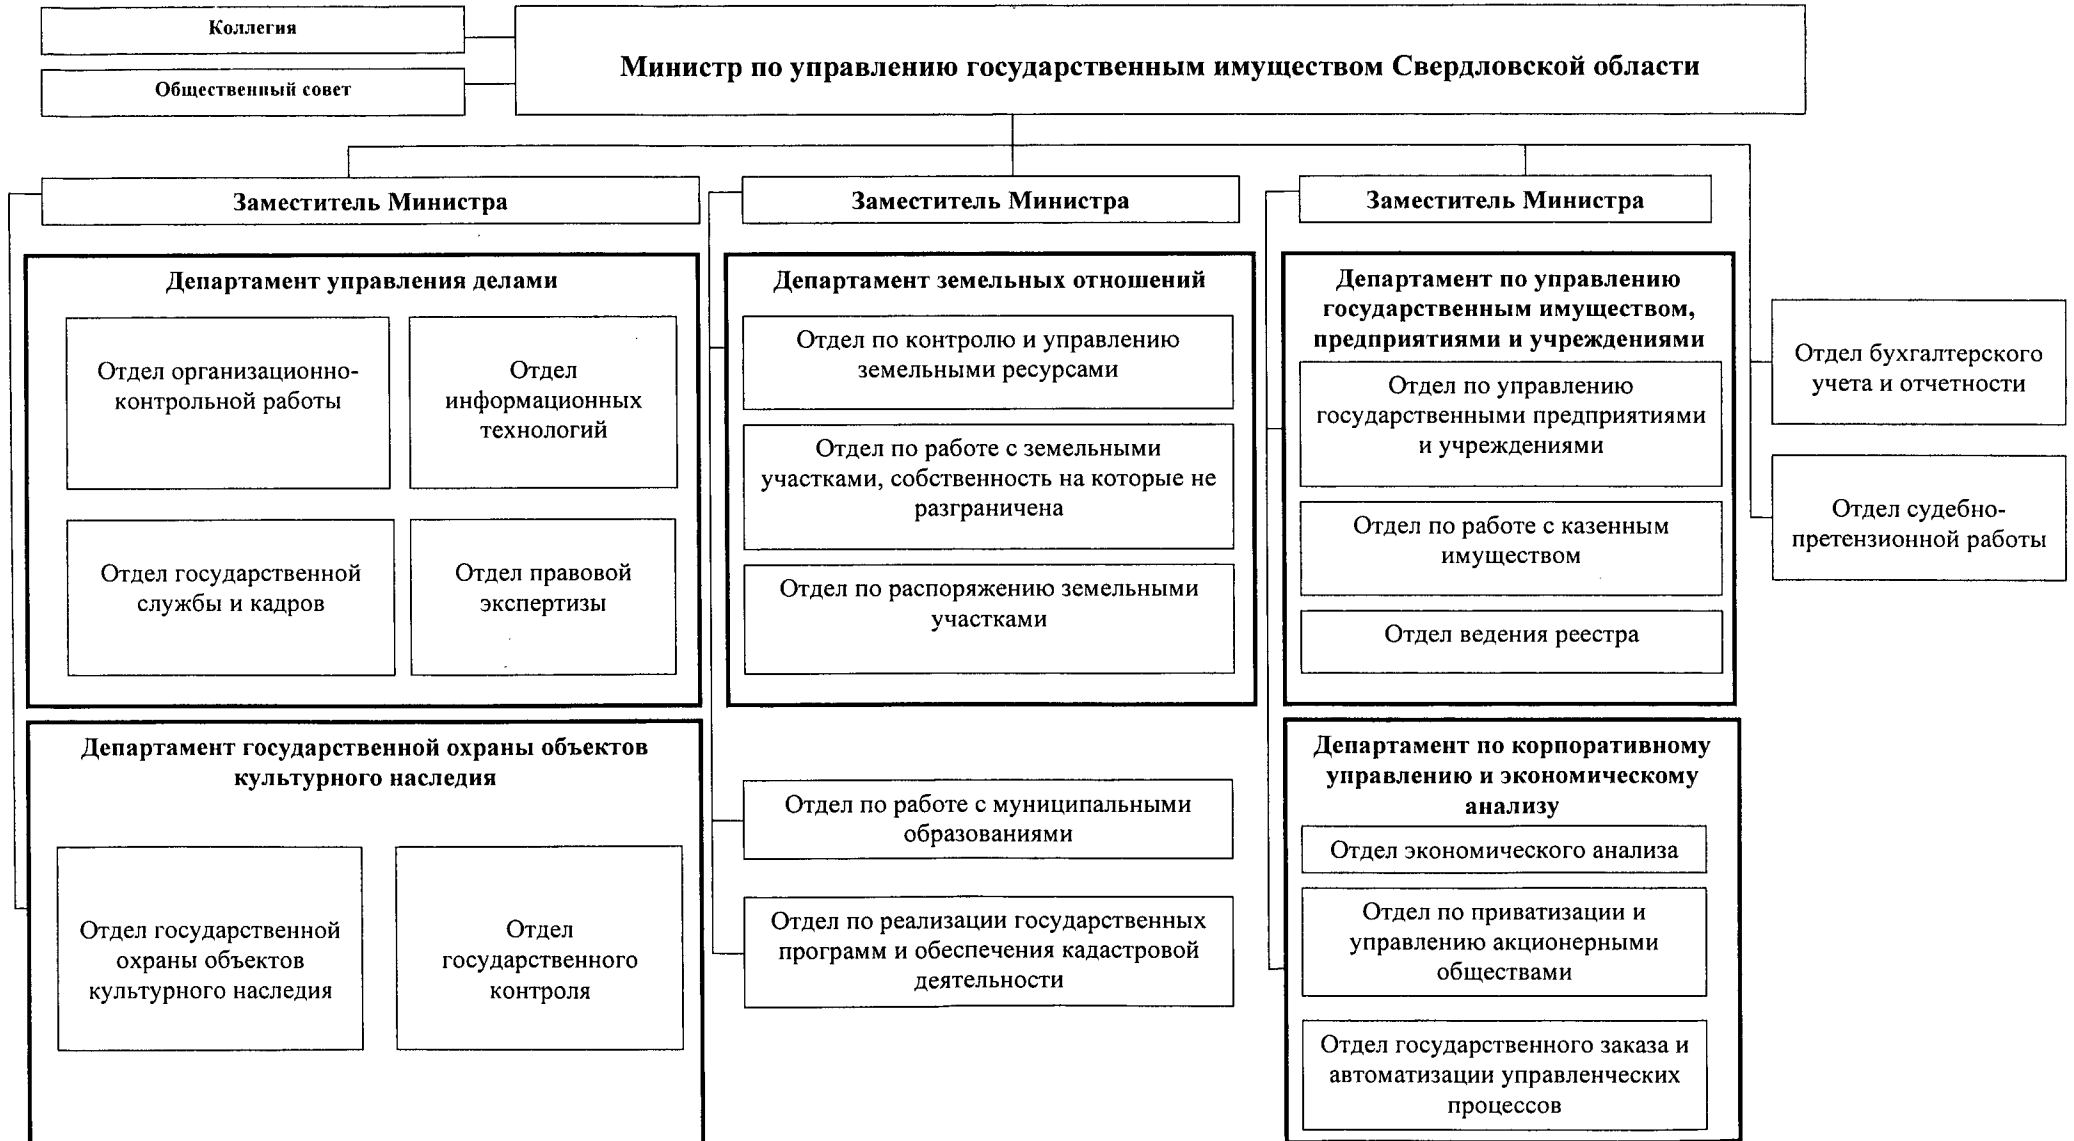 Коллегия
Общественный совет
Министр по управлению государственным имуществом Свердловской области
Заместитель Министра
Департамент управления делами
Отдел организационно-
контрольной работы
Отдел
информационных
технологий
Отдел государственной
службы и кадров
Отдел правовой
экспертизы
Департамент государственной охраны объектов
культурного наследия
Отдел государственной
охраны объектов
культурного наследия
Отдел
государственного
контроля
Заместитель Министра
Департамент земельных отношений
Отдел по контролю и управлению
земельными ресурсами
Отдел по работе с земельными
участками, собственность на которые не
разграничена
Отдел по распоряжению земельными
участками
Отдел по работе с муниципальными
образованиями
Отдел по реализации государственных
программ и обеспечения кадастровой
деятельности
Заместитель Министра
Департамент по управлению
государственным имуществом,
предприятиями и учреждениями
Отдел по управлению
государственными предприятиями
и учреждениями
Отдел по работе с казенным
имуществом
Отдел ведения реестра
Департамент по корпоративному
управлению и экономическому
анализу
Отдел экономического анализа
Отдел по приватизации и
управлению акционерными
обществами
Отдел государственного заказа и
автоматизации управленческих
процессов
Отдел бухгалтерского
учета и отчетности
Отдел судебно-
претензионной работы